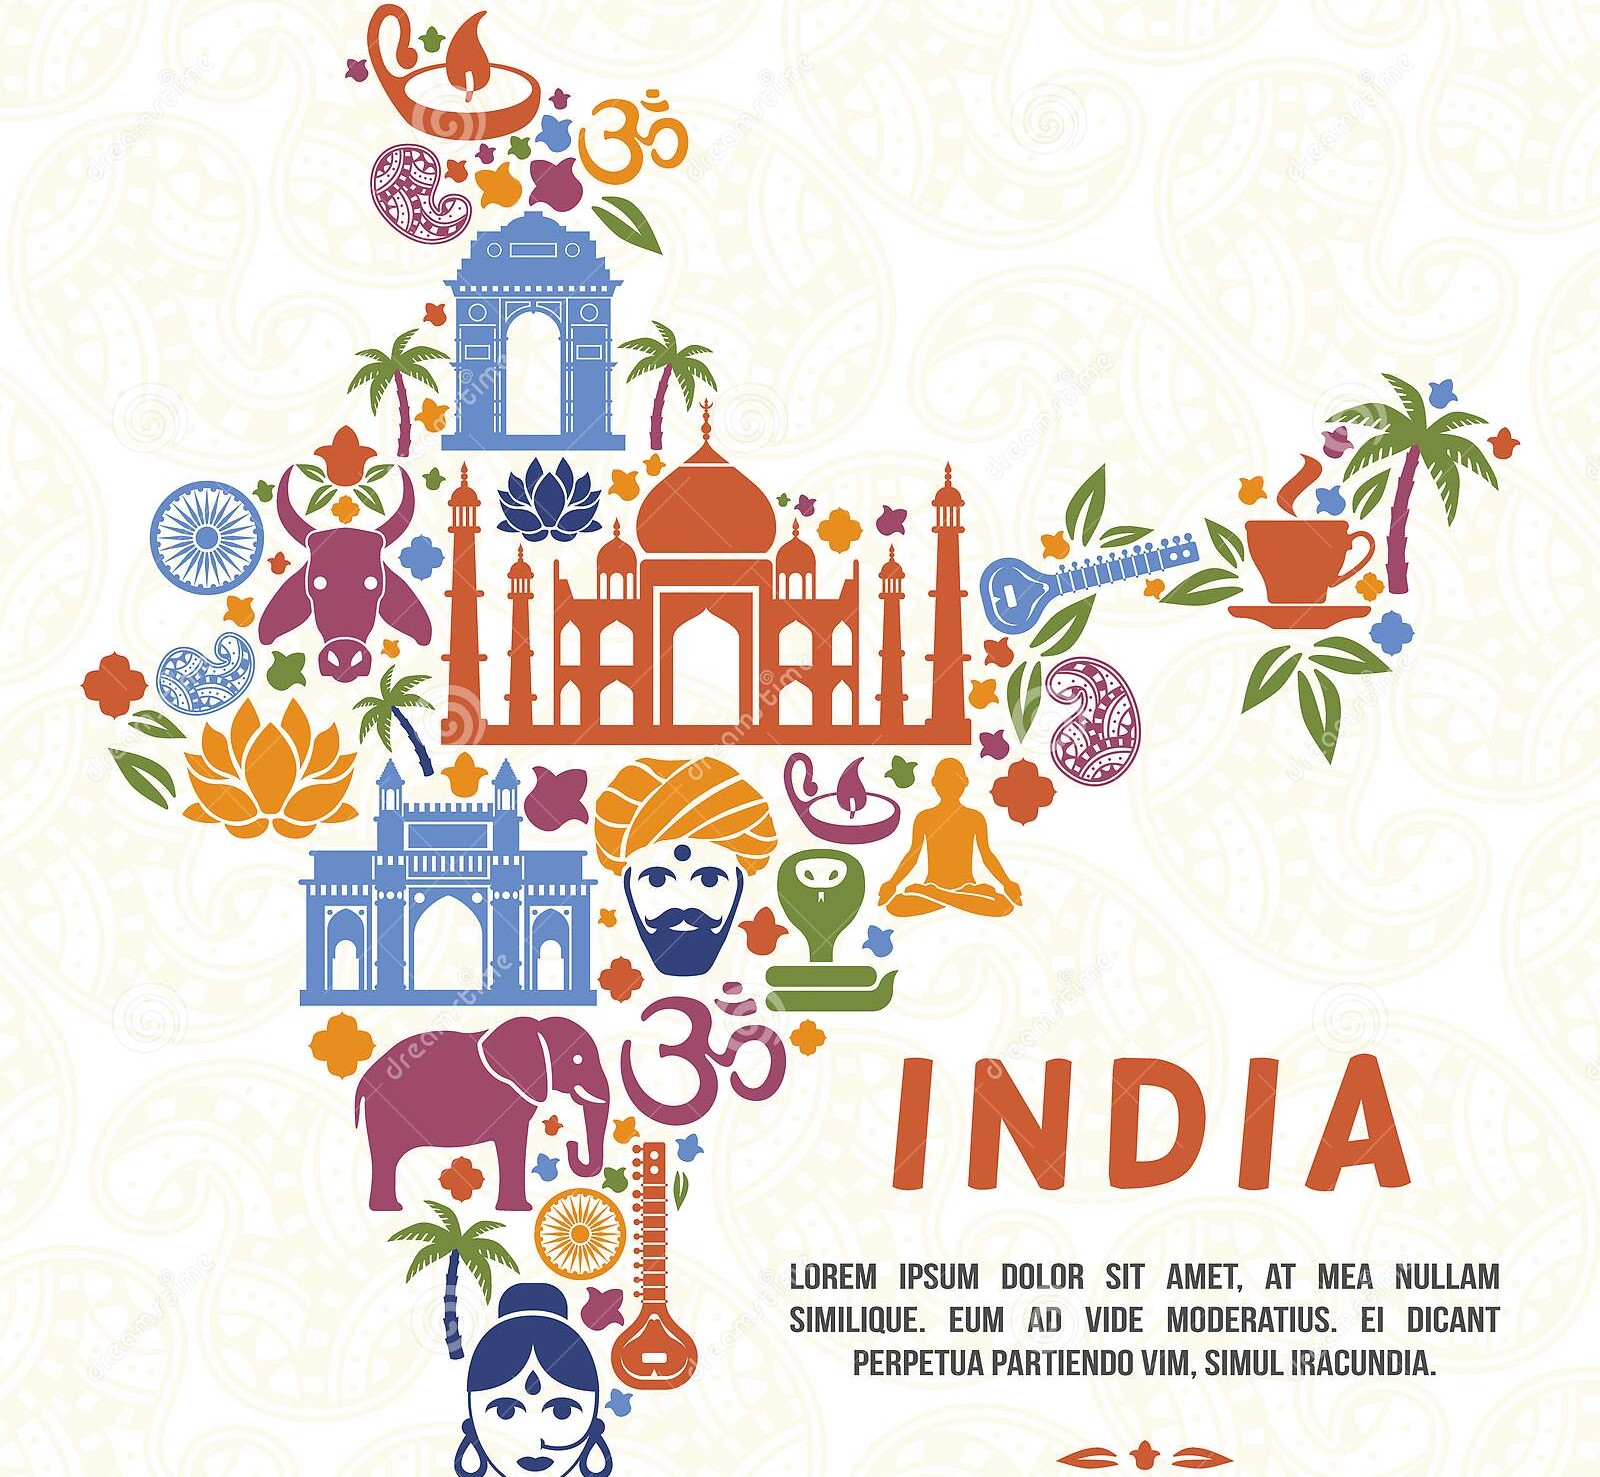 ॐ
ॐ
INDIA
LOREM IPSUM DOLOR SIT AMET, AT MEA NULLAM
SIMILIQUE. EUM AD VIDE MODERATIUS. EI DICANT
PERPETUA PARTIENDO VIM, SIMUL IRACUNDIA.
dreamstime